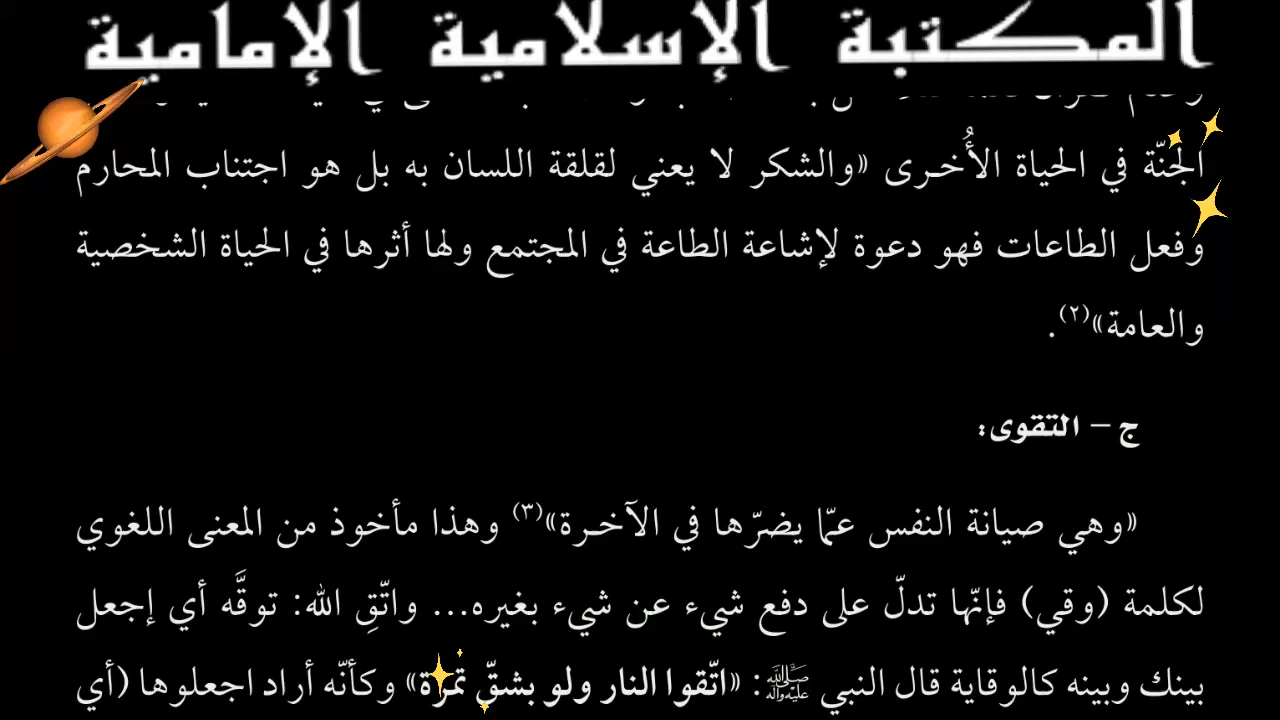 المكتبة الإسلامية الإمامية
الجنّة في الحياة الأُخرى «والشكر لا يعني لقلقة اللسان به بل هو اجتناب المحارم
وفعل الطاعات فهو دعوة لإشاعة الطاعة في المجتمع ولها أثرها في الحياة الشخصية
والعامة»(٢).
ج – التقوى:
«وهي صيانة النفس عمّا يضرّها في الآخرة»(٣) وهذا مأخوذ من المعنى اللغوي
لكلمة (وقي) فإنّها تدلّ على دفع شيء عن شيء بغيره... واتّقِ الله: توقَّه أي إجعل
بينك وبينه كالوقاية قال النبي ﷺ: «اتّقوا النار ولو بشقّ تمرة» وكأنّه أراد اجعلوها (أي